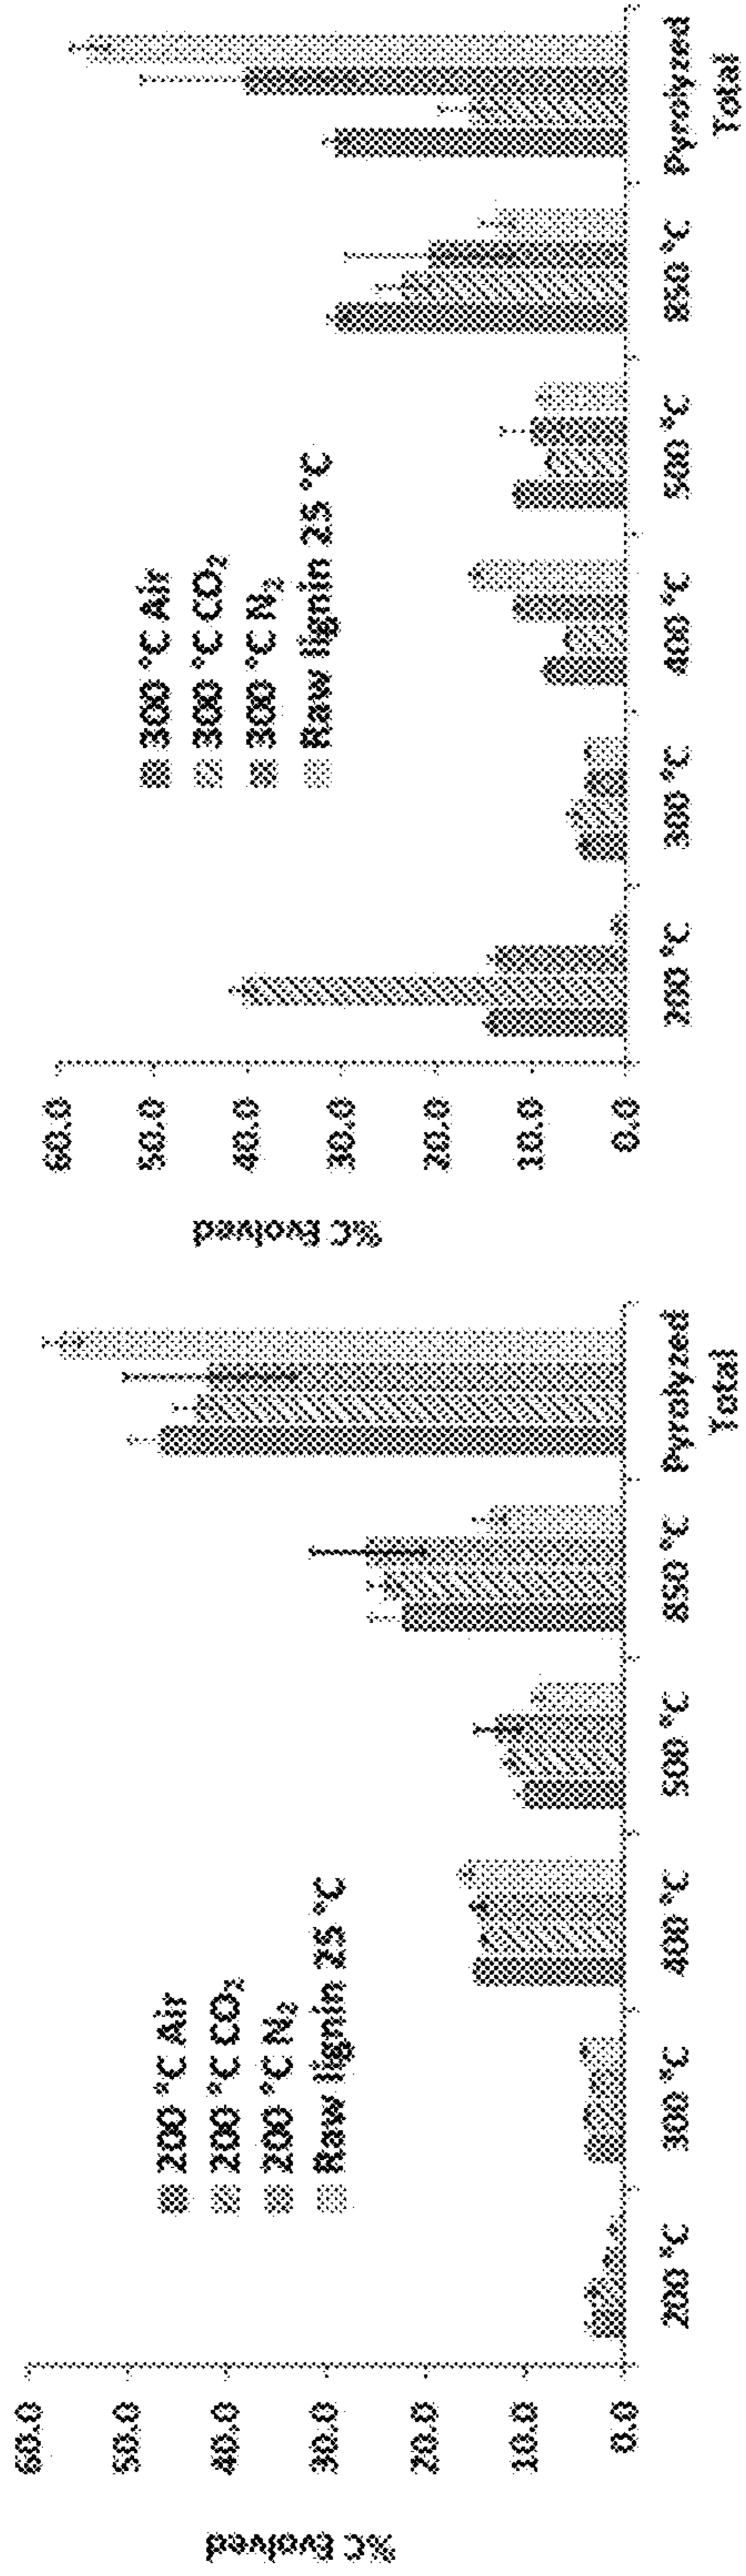 %C Evolved
60.0
50.0
40.0
30.0
20.0
10.0
0.0
200 °C Air
200 °C CO₂
200 °C N₂
Raw lignin 25 °C
200 °C
300 °C
400 °C
500 °C
850 °C
Pyrolyzed
Total
%C Evolved
60.0
50.0
40.0
30.0
20.0
10.0
0.0
300 °C Air
300 °C CO₂
300 °C N₂
Raw lignin 25 °C
200 °C
300 °C
400 °C
500 °C
850 °C
Pyrolyzed
Total